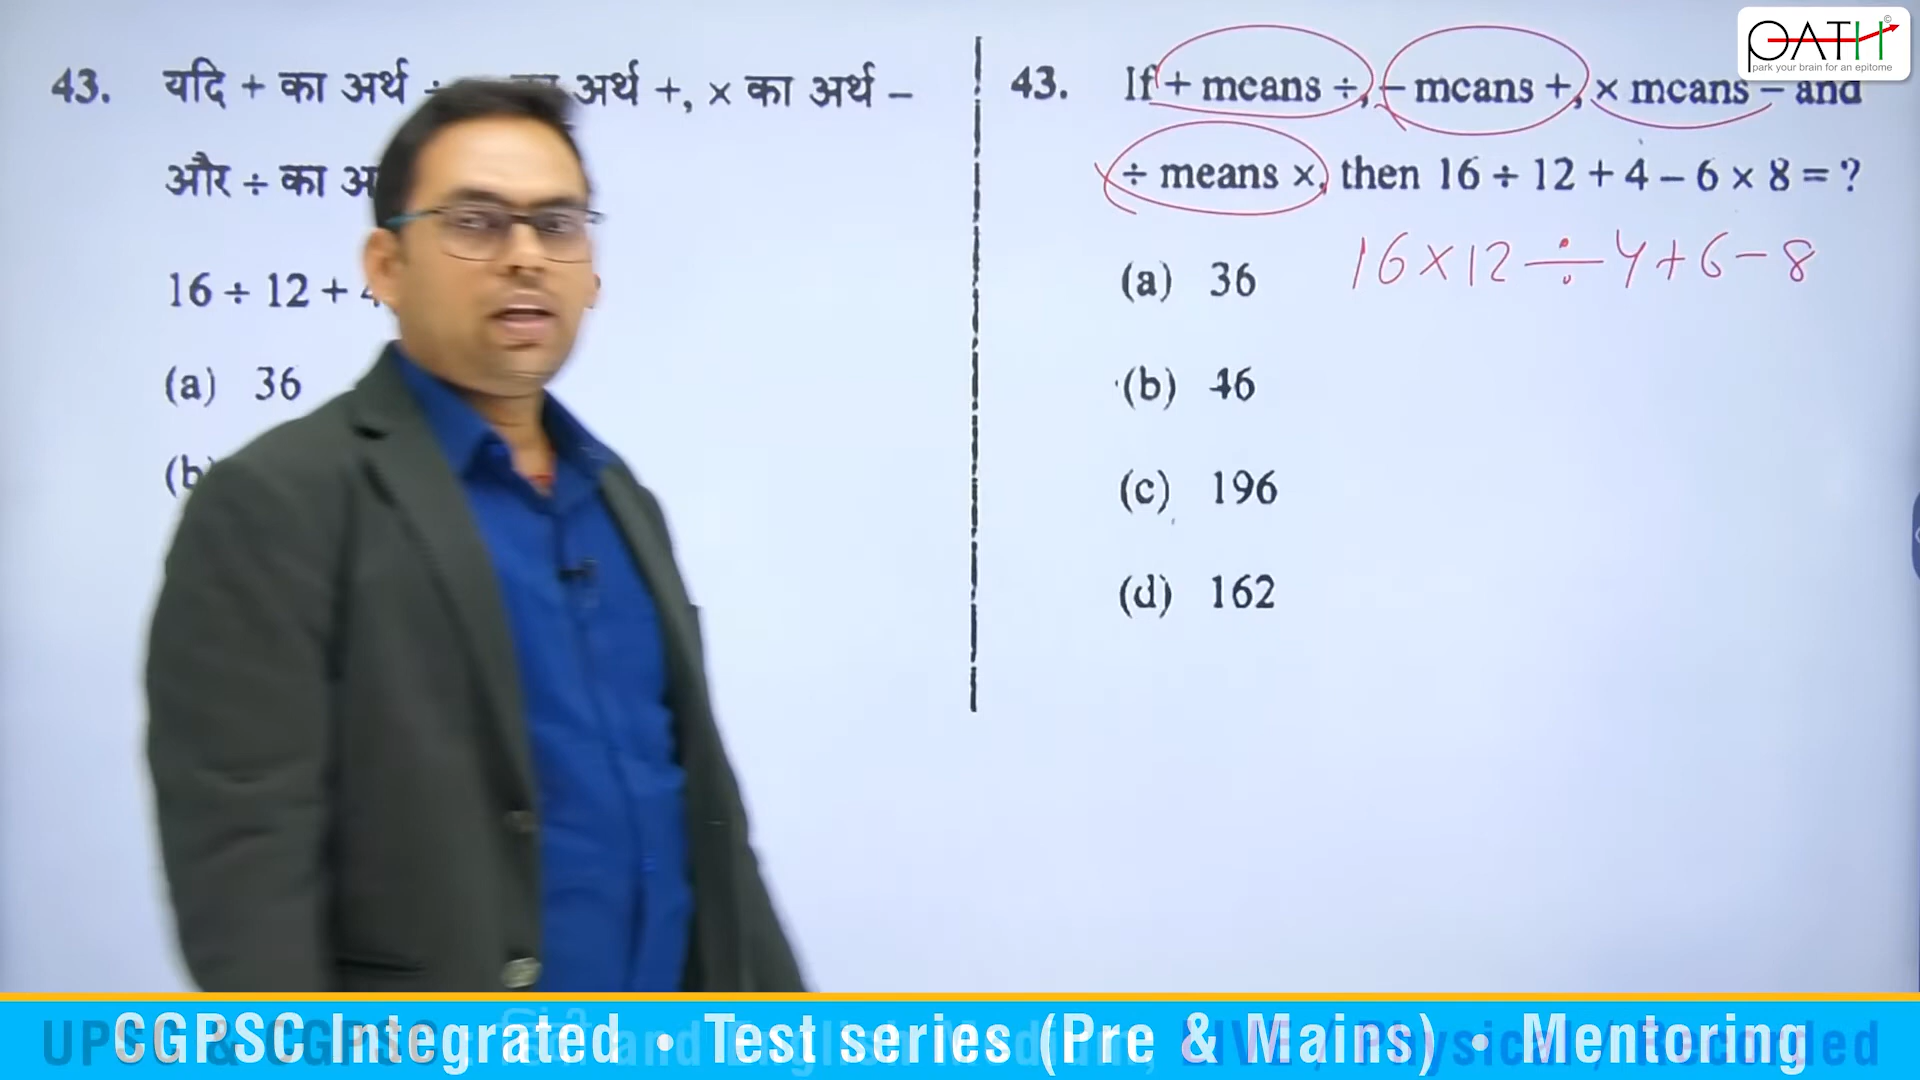 43. यदि + का अर्थ ÷ का अर्थ +, × का अर्थ –
और ÷ का
16 ÷ 12 +
(a) 36
(b)
43. If + means ÷, – means +, × means – and
÷ means ×, then 16 ÷ 12 + 4 – 6 × 8 = ?
16 × 12 ÷ 4 + 6 – 8
(a) 36
(b) 46
(c) 196
(d) 162
PATH
park your brain for an epitome
CGPSC Integrated • Test series (Pre & Mains) • Mentoring